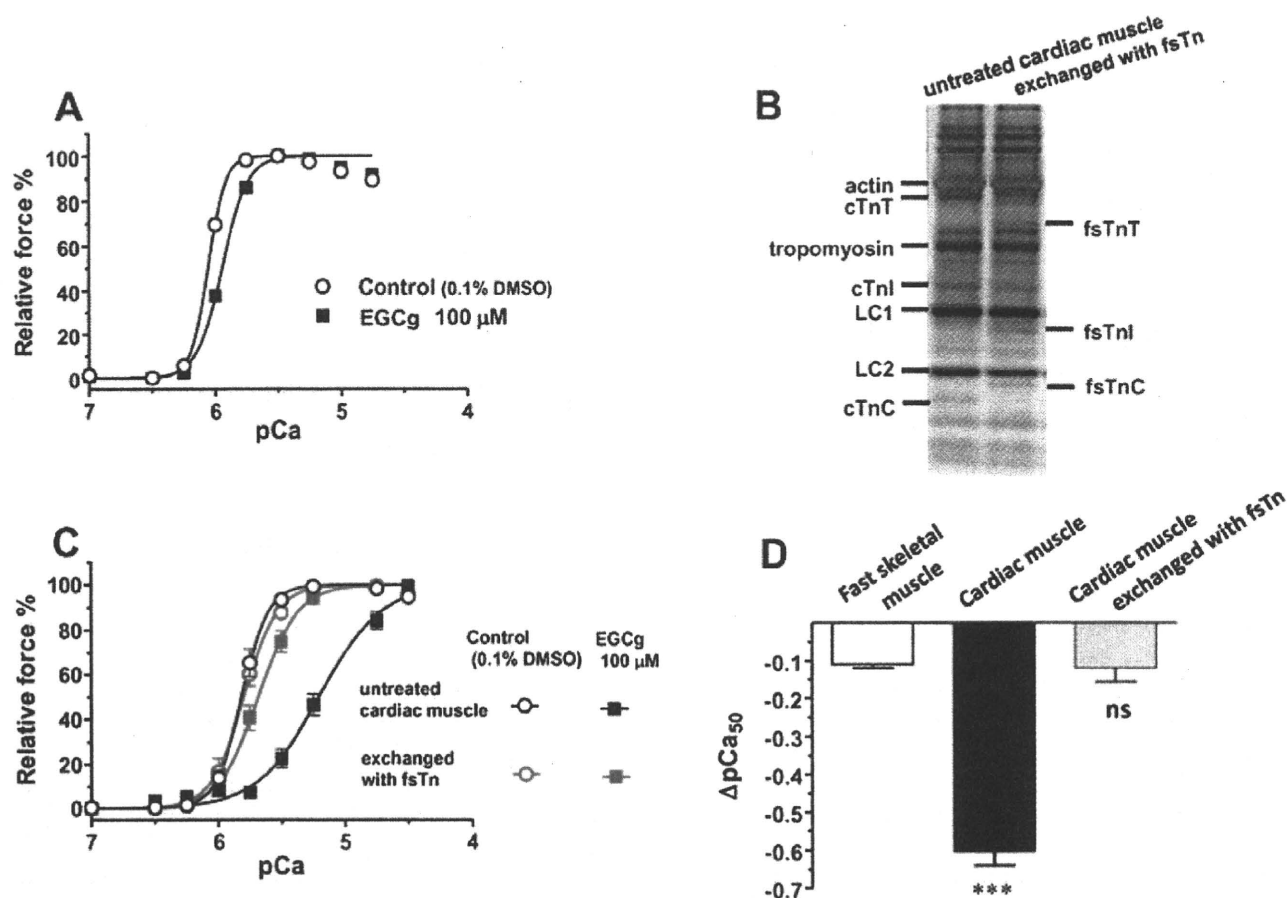 A
Relative force %
100
80
60
40
20
0
7
6
5
4
pCa
Control (0.1% DMSO)
EGCg 100 µM
B
untreated cardiac muscle
exchanged with fsTn
actin
cTnT
tropomyosin
cTnI
LC1
LC2
cTnC
fsTnT
fsTnI
fsTnC
C
Relative force %
100
80
60
40
20
0
7
6
5
4
pCa
Control
(0.1% DMSO)
EGCg
100 µM
untreated
cardiac muscle
exchanged
with fsTn
D
Fast skeletal
muscle
Cardiac muscle
Cardiac muscle
exchanged with fsTn
ΔpCa50
-0.1
-0.2
-0.3
-0.4
-0.5
-0.6
-0.7
***
ns